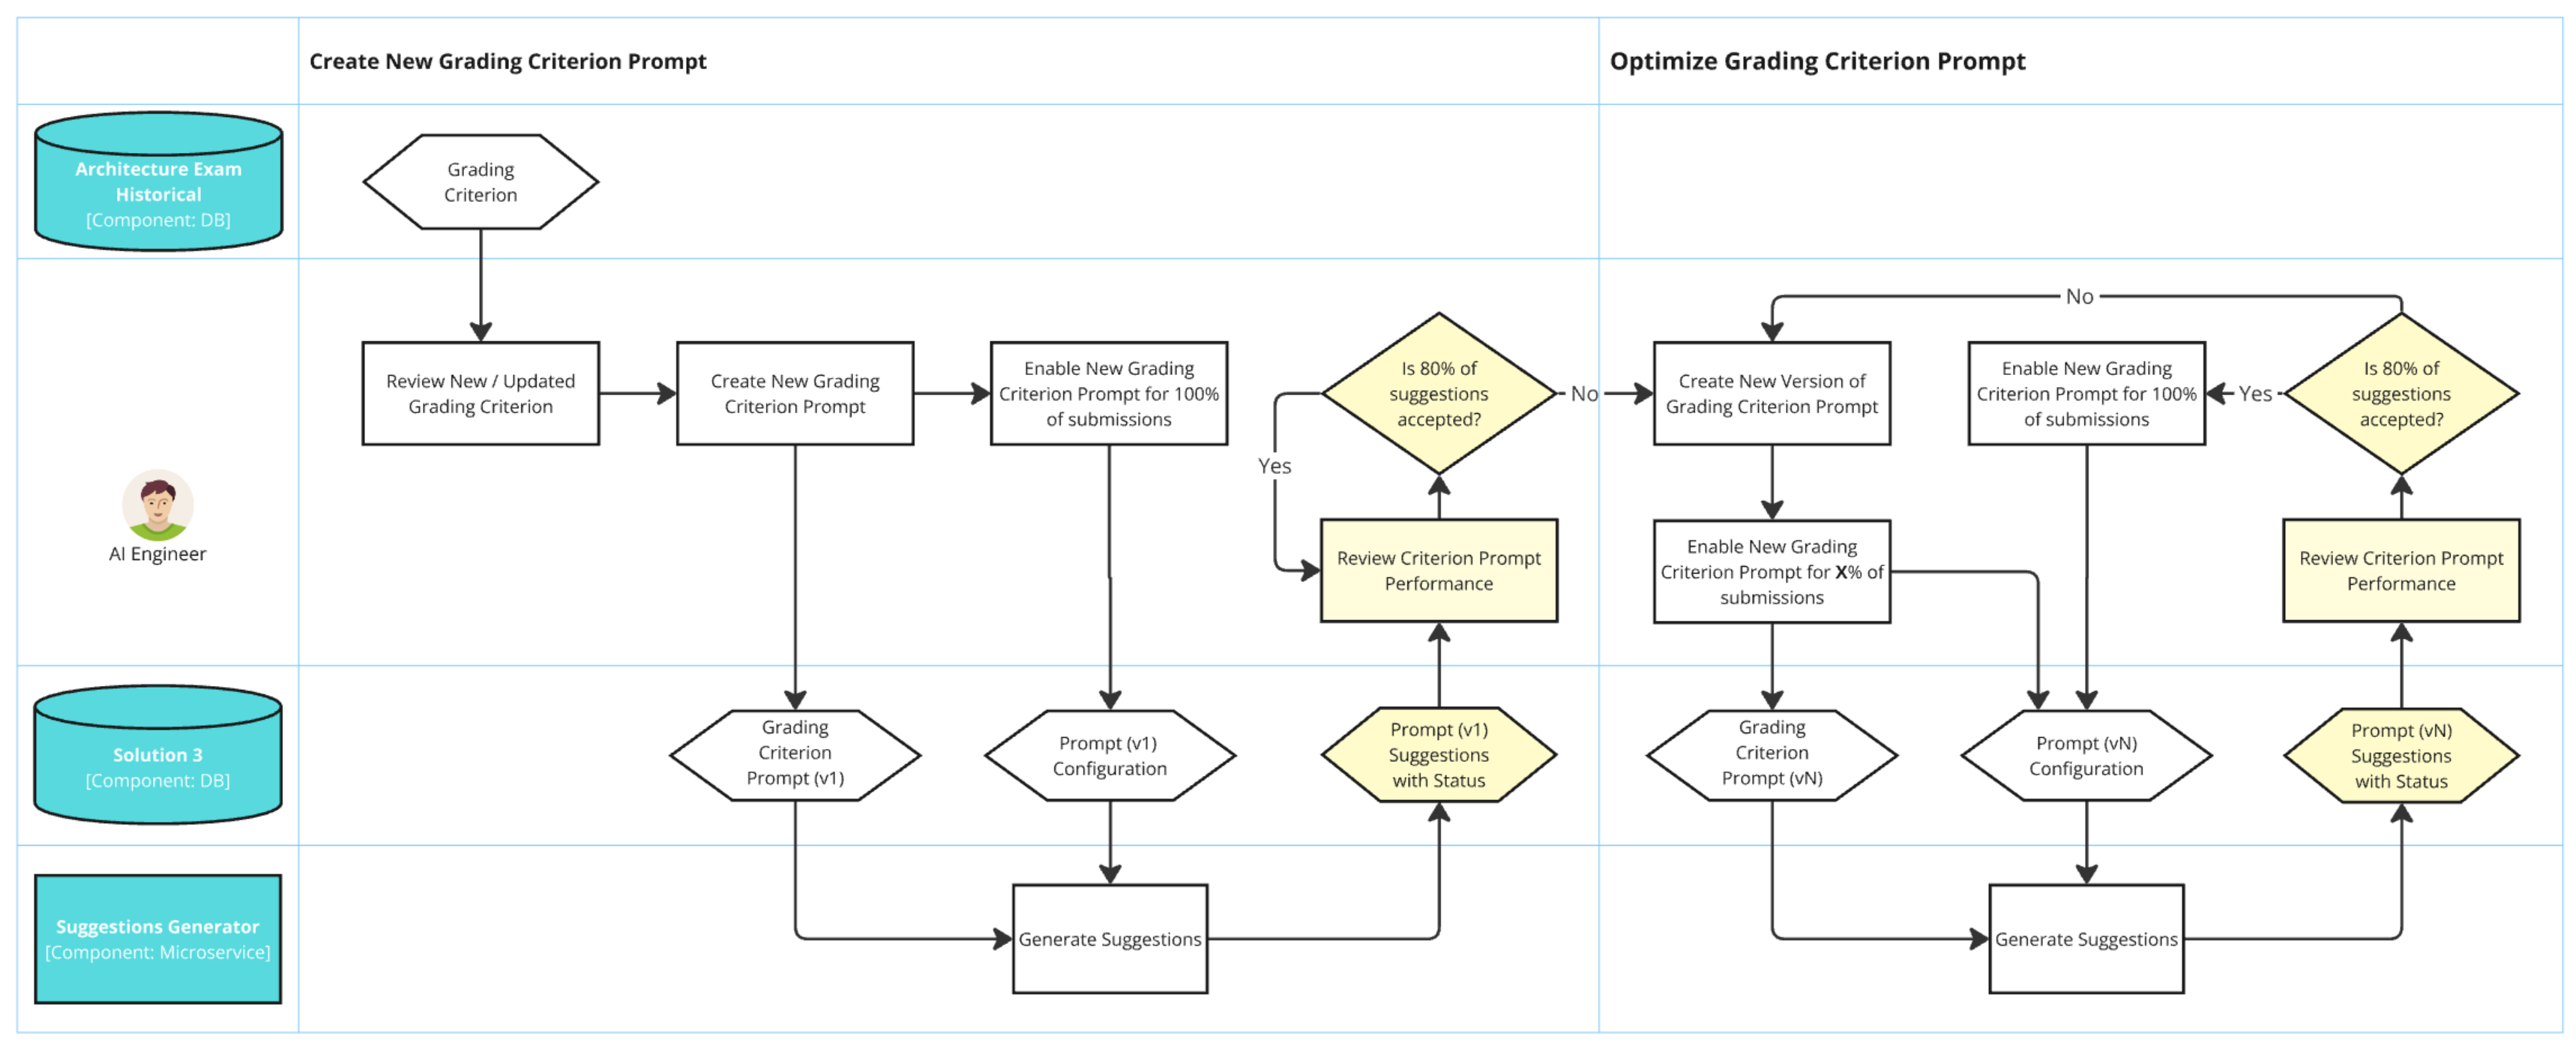 Create New Grading Criterion Prompt
Optimize Grading Criterion Prompt
Architecture Exam
Historical
[Component: DB]
Grading
Criterion
AI Engineer
Review New / Updated
Grading Criterion
Create New Grading
Criterion Prompt
Enable New Grading
Criterion Prompt for 100%
of submissions
Is 80% of
suggestions
accepted?
Yes
No
Review Criterion Prompt
Performance
No
Create New Version of
Grading Criterion Prompt
Enable New Grading
Criterion Prompt for 100%
of submissions
Yes
Is 80% of
suggestions
accepted?
Enable New Grading
Criterion Prompt for X% of
submissions
Review Criterion Prompt
Performance
Solution 3
[Component: DB]
Grading
Criterion
Prompt (v1)
Prompt (v1)
Configuration
Prompt (v1)
Suggestions
with Status
Grading
Criterion
Prompt (vN)
Prompt (vN)
Configuration
Prompt (vN)
Suggestions
with Status
Suggestions Generator
[Component: Microservice]
Generate Suggestions
Generate Suggestions